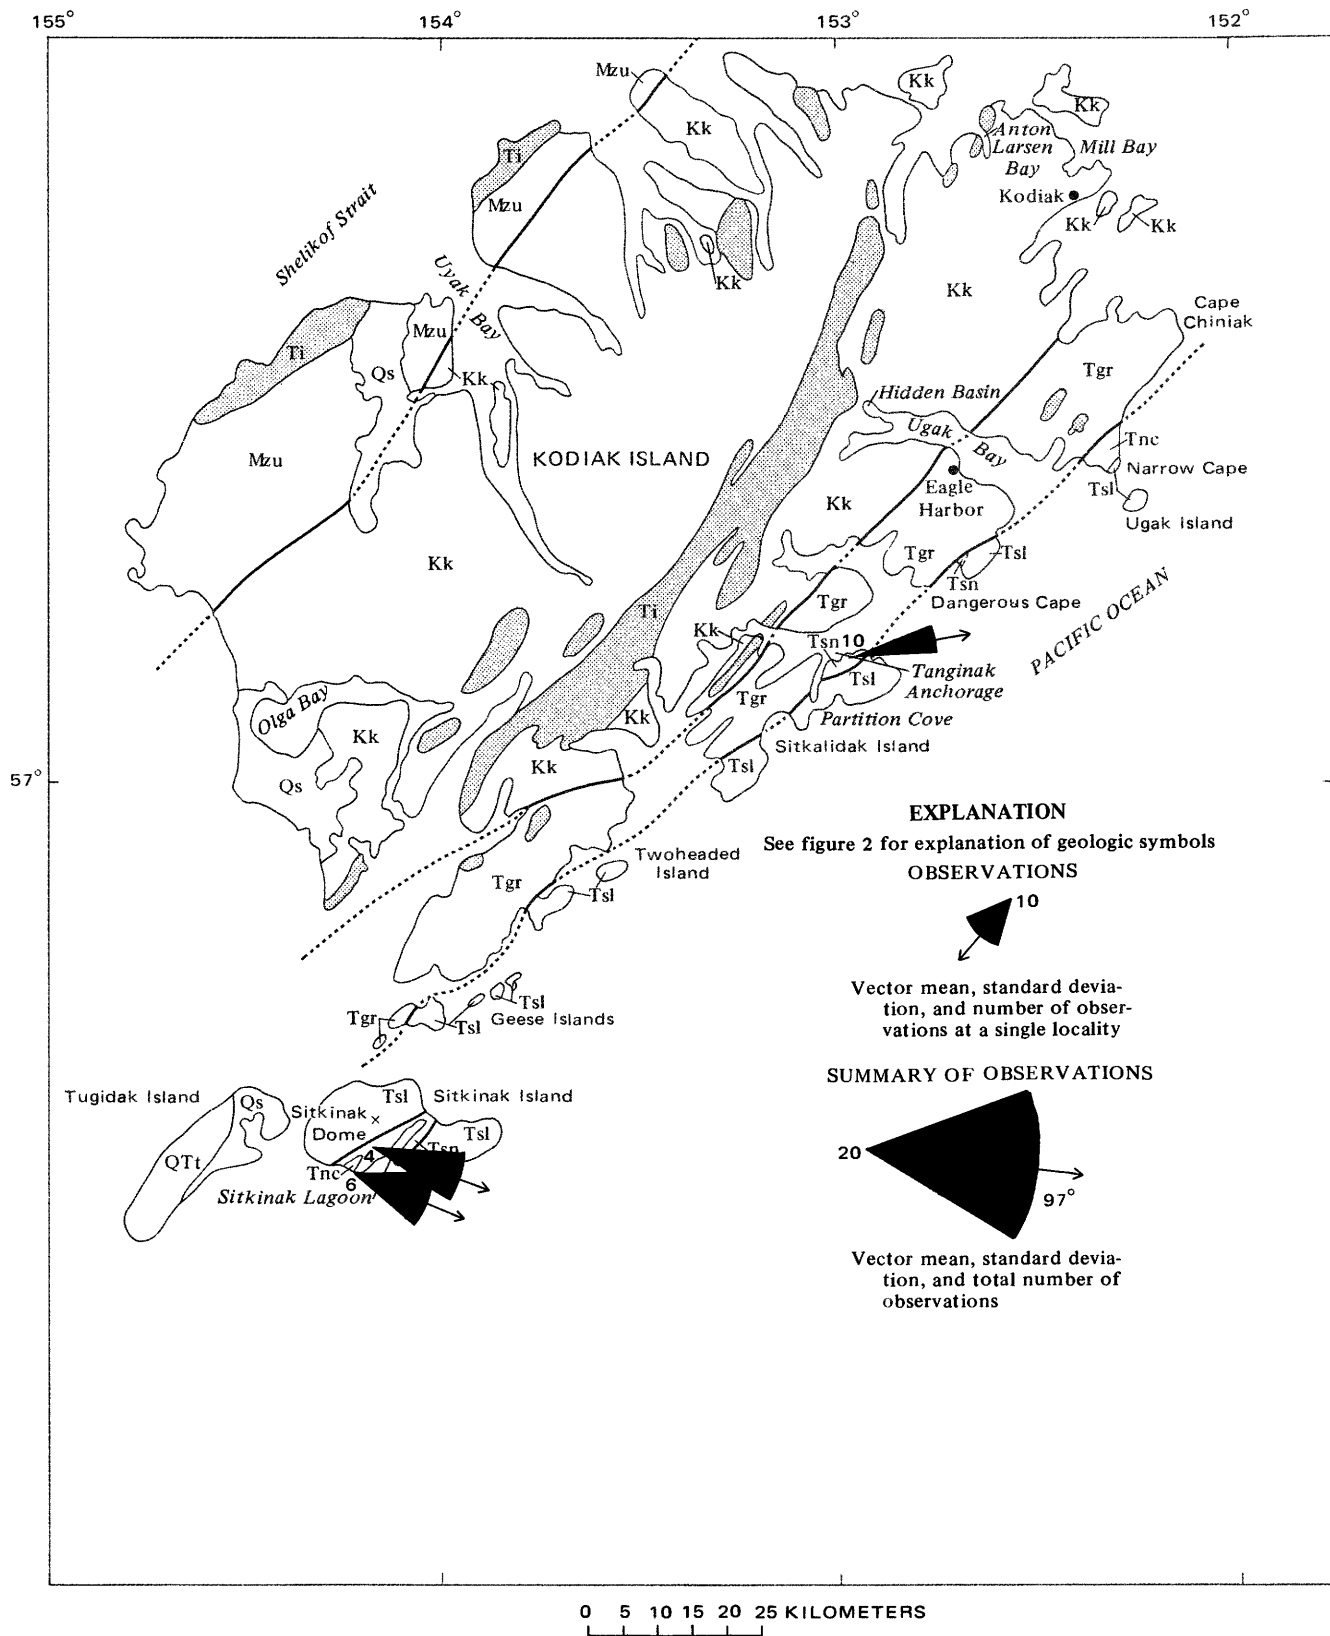 155° 154° 153° 152°
Mzu
Kk
Kk
Kk
Anton
Larsen
Bay
Mill Bay
Ti
Kk
Mzu
Kodiak
Kk
Kk
Shelikof Strait
Uyak
Bay
Kk
Kk
Cape
Chiniak
Mzu
Ti
Qs
Kk
Tgr
Hidden Basin
Ugak
Bay
Tnc
Mzu
KODIAK ISLAND
Narrow Cape
Eagle
Harbor
Tsl
Ugak Island
Kk
Kk
Tgr
Tsl
Tsn
Dangerous Cape
PACIFIC OCEAN
Ti
Tgr
Kk
Tsn 10
Tanginak
Anchorage
Tsl
Tgr
Olga Bay
Kk
Kk
Partition Cove
Sitkalidak Island
Kk
Tsl
57°
Qs
EXPLANATION
See figure 2 for explanation of geologic symbols
OBSERVATIONS
10
Twoheaded
Island
Tgr
Tsl
Vector mean, standard devia-
tion, and number of obser-
vations at a single locality
Tsl
Tgr
Tsl
Geese Islands
SUMMARY OF OBSERVATIONS
Tugidak Island
Qs
Tsl
Sitkinak Island
Sitkinak
Dome
Tsl
Tsn
QTt
4
Tnc
6
Sitkinak Lagoon
20
97°
Vector mean, standard devia-
tion, and total number of
observations
0 5 10 15 20 25 KILOMETERS